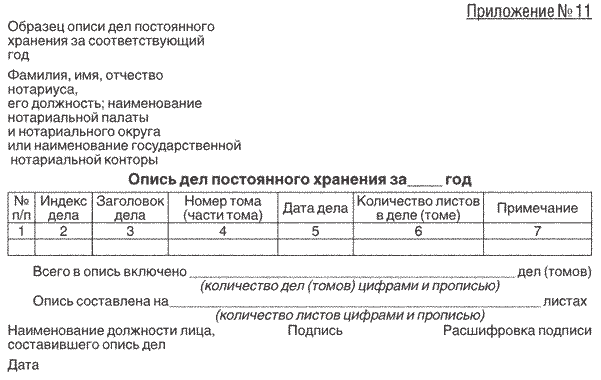 Приложение № 11
Образец описи дел постоянного
хранения за соответствующий
год
Фамилия, имя, отчество
нотариуса,
его должность; наименование
нотариальной палаты
и нотариального округа
или наименование государственной
нотариальной конторы
Опись дел постоянного хранения за____ год
№ п/п | Индекс дела | Заголовок дела | Номер тома (части тома) | Дата дела | Количество листов в деле (томе) | Примечание
1 | 2 | 3 | 4 | 5 | 6 | 7
Всего в опись включено ____ дел (томов)
(количество дел (томов) цифрами и прописью)
Опись составлена на____ листах
(количество листов цифрами и прописью)
Наименование должности лица, Подпись Расшифровка подписи
составившего опись дел
Дата